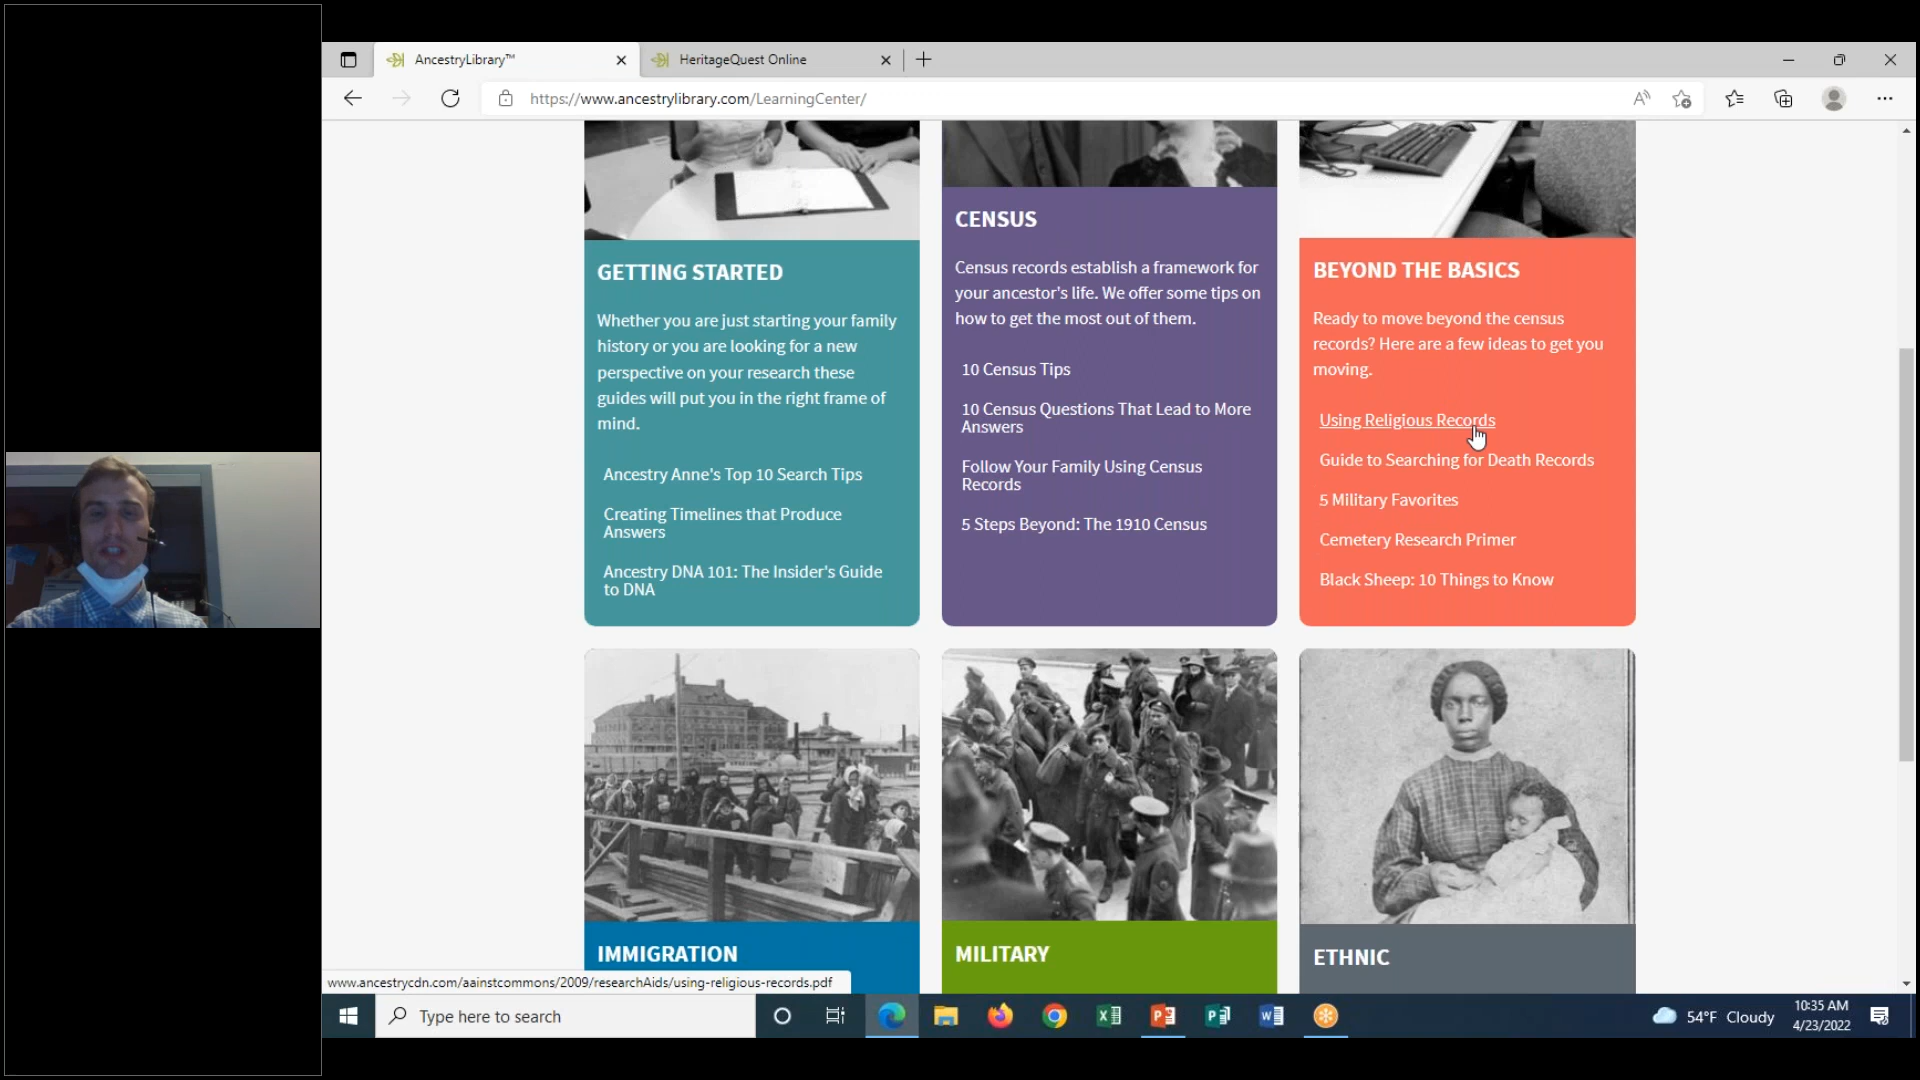 AncestryLibrary™
HeritageQuest Online
https://www.ancestrylibrary.com/LearningCenter/
GETTING STARTED
Whether you are just starting your family
history or you are looking for a new
perspective on your research these
guides will put you in the right frame of
mind.
Ancestry Anne's Top 10 Search Tips
Creating Timelines that Produce
Answers
Ancestry DNA 101: The Insider's Guide
to DNA
CENSUS
Census records establish a framework for
your ancestor's life. We offer some tips on
how to get the most out of them.
10 Census Tips
10 Census Questions That Lead to More
Answers
Follow Your Family Using Census
Records
5 Steps Beyond: The 1910 Census
BEYOND THE BASICS
Ready to move beyond the census
records? Here are a few ideas to get you
moving.
Using Religious Records
Guide to Searching for Death Records
5 Military Favorites
Cemetery Research Primer
Black Sheep: 10 Things to Know
IMMIGRATION
MILITARY
ETHNIC
www.ancestrycdn.com/aainstcommons/2009/researchAids/using-religious-records.pdf
Type here to search
54°F Cloudy
10:35 AM
4/23/2022